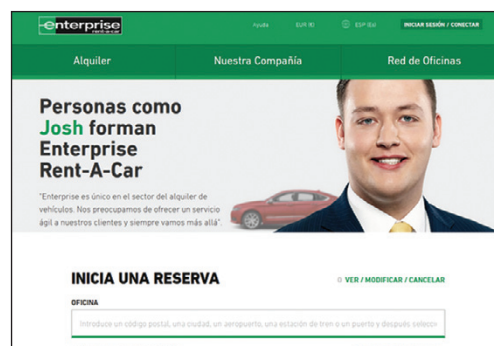 enterprise
rent-a-car
Ayuda
EUR (€)
ESP (Es)
INICIAR SESIÓN / CONECTAR
Alquiler
Nuestra Compañía
Red de Oficinas
Personas como
Josh forman
Enterprise
Rent-A-Car
"Enterprise es único en el sector del alquiler de
vehículos. Nos preocupamos de ofrecer un servicio
ágil a nuestros clientes y siempre vamos más allá".
INICIA UNA RESERVA
VER / MODIFICAR / CANCELAR
OFICINA
Introduce un código postal, una ciudad, un aeropuerto, una estación de tren o un puerto y después selecc